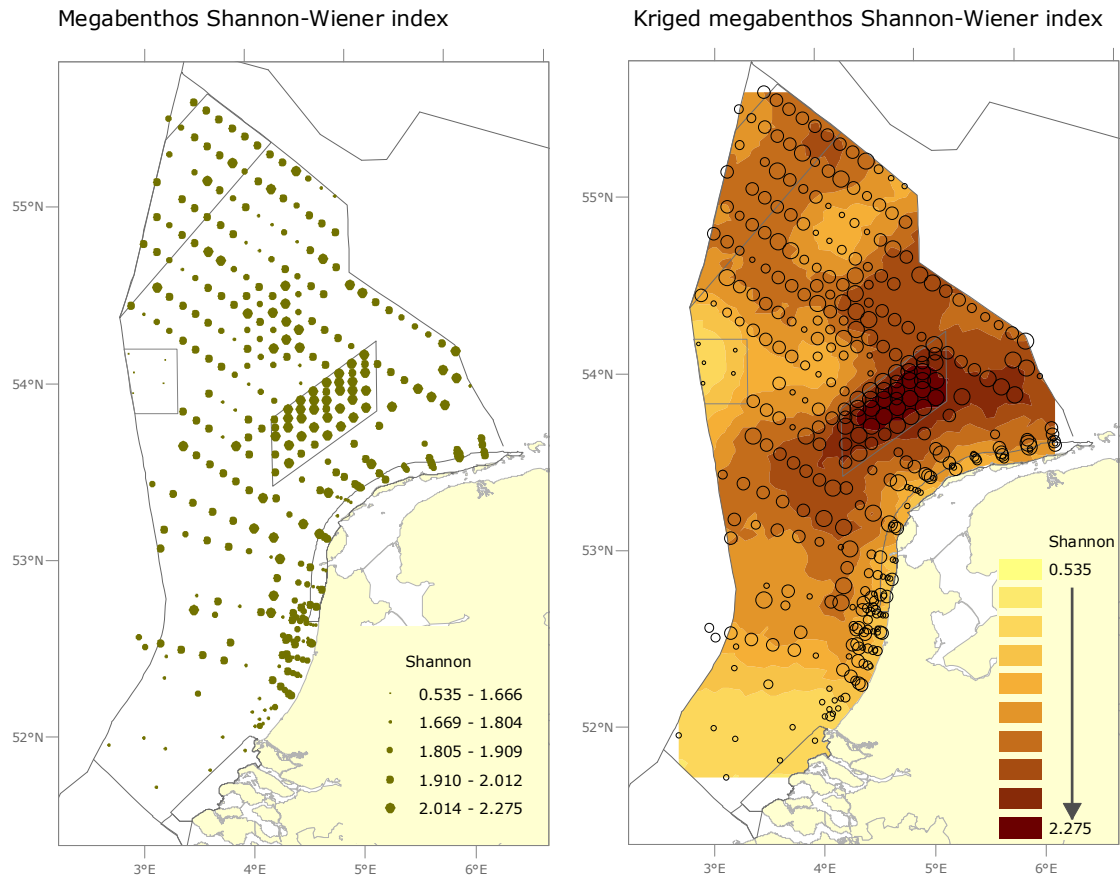 Megabenthos Shannon-Wiener index
55°N
54°N
53°N
52°N
3°E
4°E
5°E
6°E
Shannon
0.535 - 1.666
1.669 - 1.804
1.805 - 1.909
1.910 - 2.012
2.014 - 2.275
Kriged megabenthos Shannon-Wiener index
55°N
54°N
53°N
52°N
3°E
4°E
5°E
6°E
Shannon
0.535
2.275